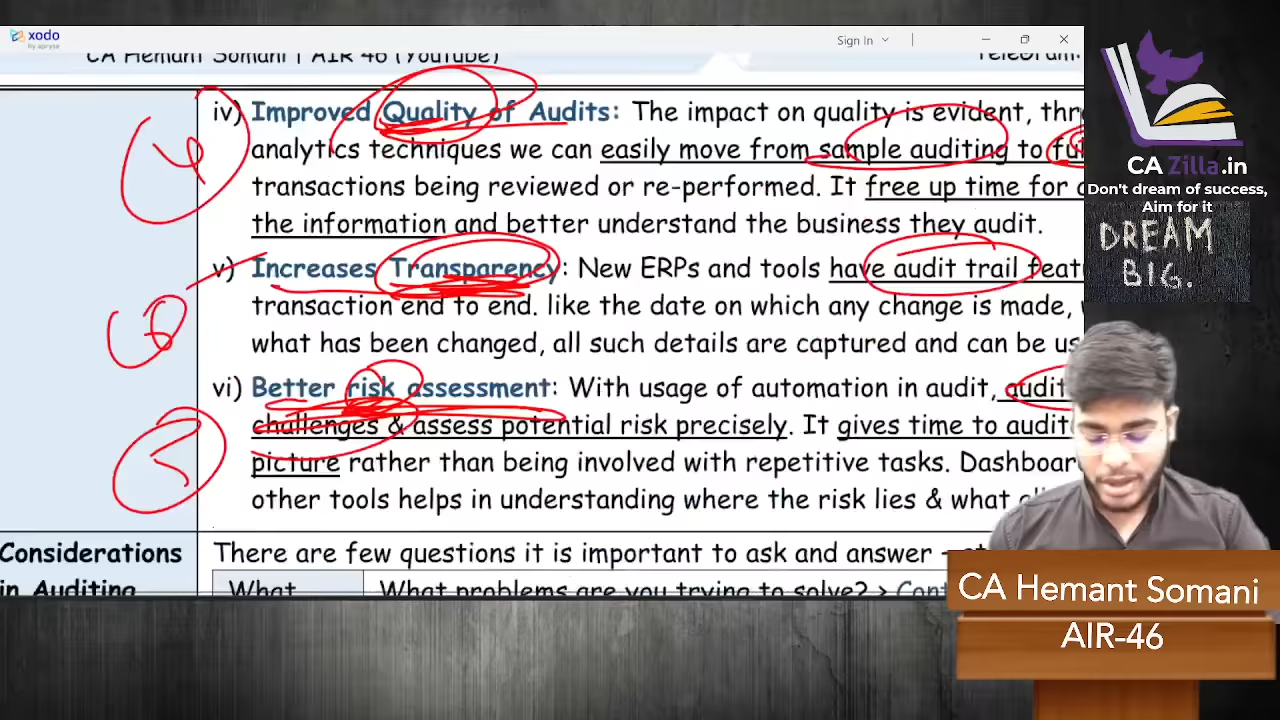 xodo
by apryse
Sign In
CA Hemant Somani | AIR 46 (YouTube)
Telegram:
iv) Improved Quality of Audits: The impact on quality is evident, thr
analytics techniques we can easily move from sample auditing to fu
transactions being reviewed or re-performed. It free up time for
the information and better understand the business they audit.
v) Increases Transparency: New ERPs and tools have audit trail feat
transaction end to end. like the date on which any change is made,
what has been changed, all such details are captured and can be us
vi) Better risk assessment: With usage of automation in audit, audit
challenges & assess potential risk precisely. It gives time to audit
picture rather than being involved with repetitive tasks. Dashboar
other tools helps in understanding where the risk lies & what
Considerations
in Auditing
There are few questions it is important to ask and answer -
What
What problems are you trying to solve? > Cont
4
6
5
CA Zilla.in
Don't dream of success,
Aim for it
DREAM
BIG.
CA Hemant Somani
AIR-46